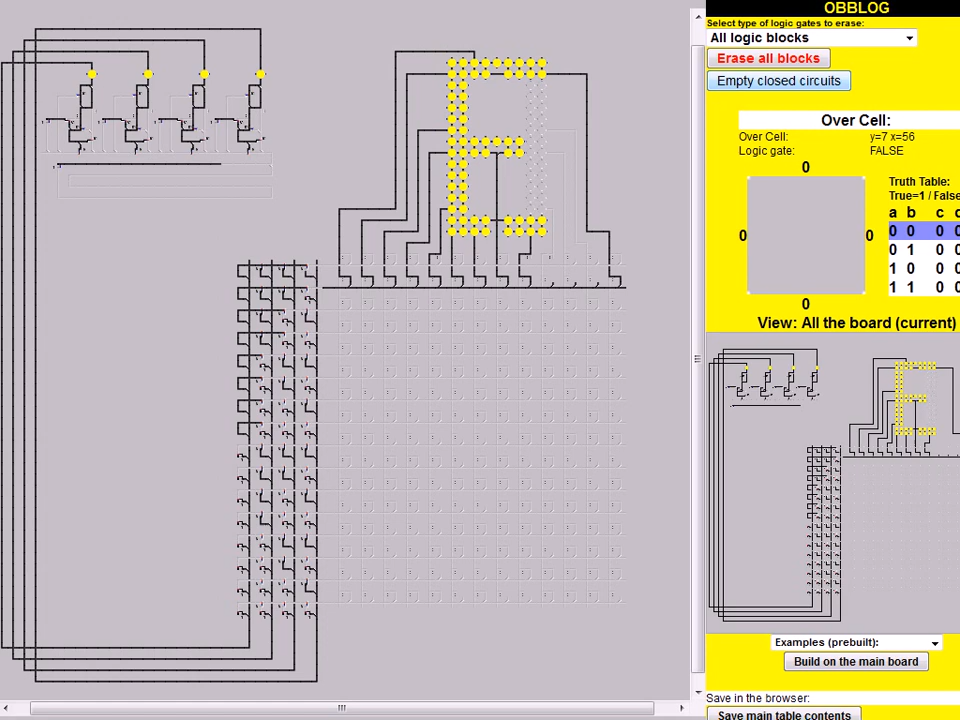 OBBLOG
Select type of logic gates to erase:
All logic blocks
Erase all blocks
Empty closed circuits
Over Cell:
Over Cell: y=7 x=56
Logic gate: FALSE
0
Truth Table:
True=1 / False
a b c
0 0 0 0 0 0
0 1 0 0
1 0 0 0
1 1 0 0
0
View: All the board (current)
Examples (prebuilt):
Build on the main board
Save in the browser:
Save main table contents